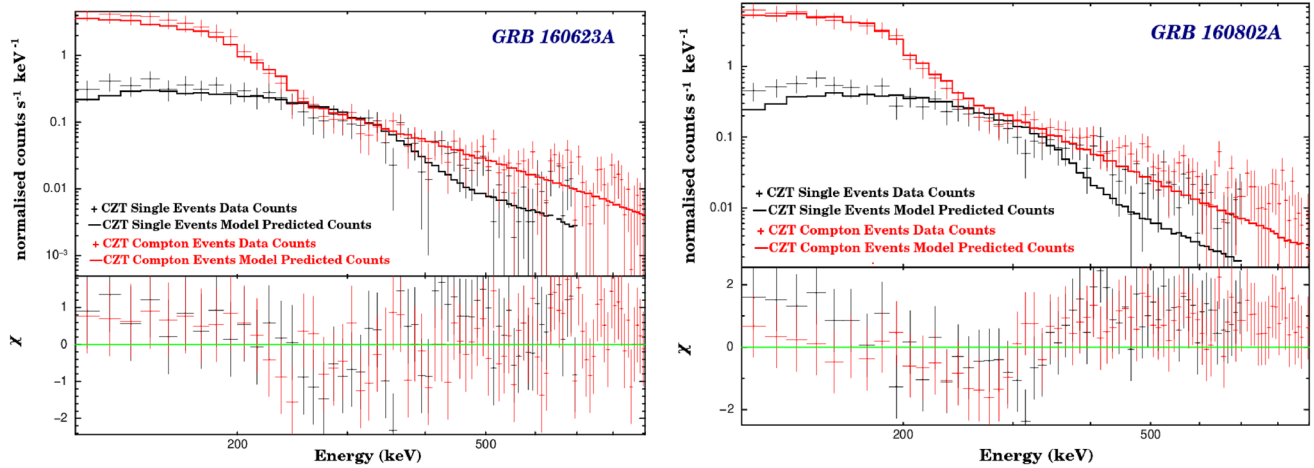 GRB 160623A
normalised counts s⁻¹ keV⁻¹
1
0.1
0.01
10⁻³
+ CZT Single Events Data Counts
— CZT Single Events Model Predicted Counts
+ CZT Compton Events Data Counts
— CZT Compton Events Model Predicted Counts
χ
1
0
−1
−2
200
500
Energy (keV)
GRB 160802A
normalised counts s⁻¹ keV⁻¹
1
0.1
0.01
+ CZT Single Events Data Counts
— CZT Single Events Model Predicted Counts
+ CZT Compton Events Data Counts
— CZT Compton Events Model Predicted Counts
χ
2
0
−2
200
500
Energy (keV)